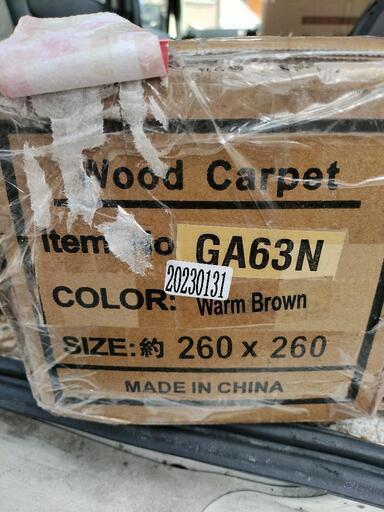 Wood Carpet
Item No GA63N
20230131
COLOR: Warm Brown
SIZE:約 260 x 260
MADE IN CHINA